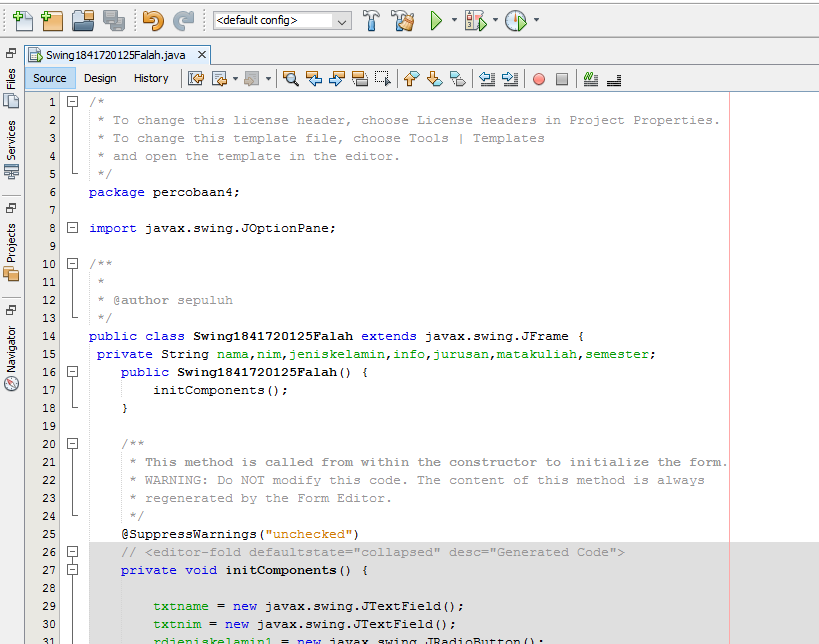 <default config>
Swing1841720125Falah.java
Source Design History
Files
Services
Projects
Navigator
1 /*
2 * To change this license header, choose License Headers in Project Properties.
3 * To change this template file, choose Tools | Templates
4 * and open the template in the editor.
5 */
6 package percobaan4;
7
8 import javax.swing.JOptionPane;
9
10 /**
11 *
12 * @author sepuluh
13 */
14 public class Swing1841720125Falah extends javax.swing.JFrame {
15 private String nama,nim,jeniskelamin,info,jurusan,matakuliah,semester;
16 public Swing1841720125Falah() {
17 initComponents();
18 }
19
20 /**
21 * This method is called from within the constructor to initialize the form.
22 * WARNING: Do NOT modify this code. The content of this method is always
23 * regenerated by the Form Editor.
24 */
25 @SuppressWarnings("unchecked")
26 // <editor-fold defaultstate="collapsed" desc="Generated Code">
27 private void initComponents() {
28
29 txtname = new javax.swing.JTextField();
30 txtnim = new javax.swing.JTextField();
31 rdjeniskelamin1 = new javax.swing.JRadioButton();